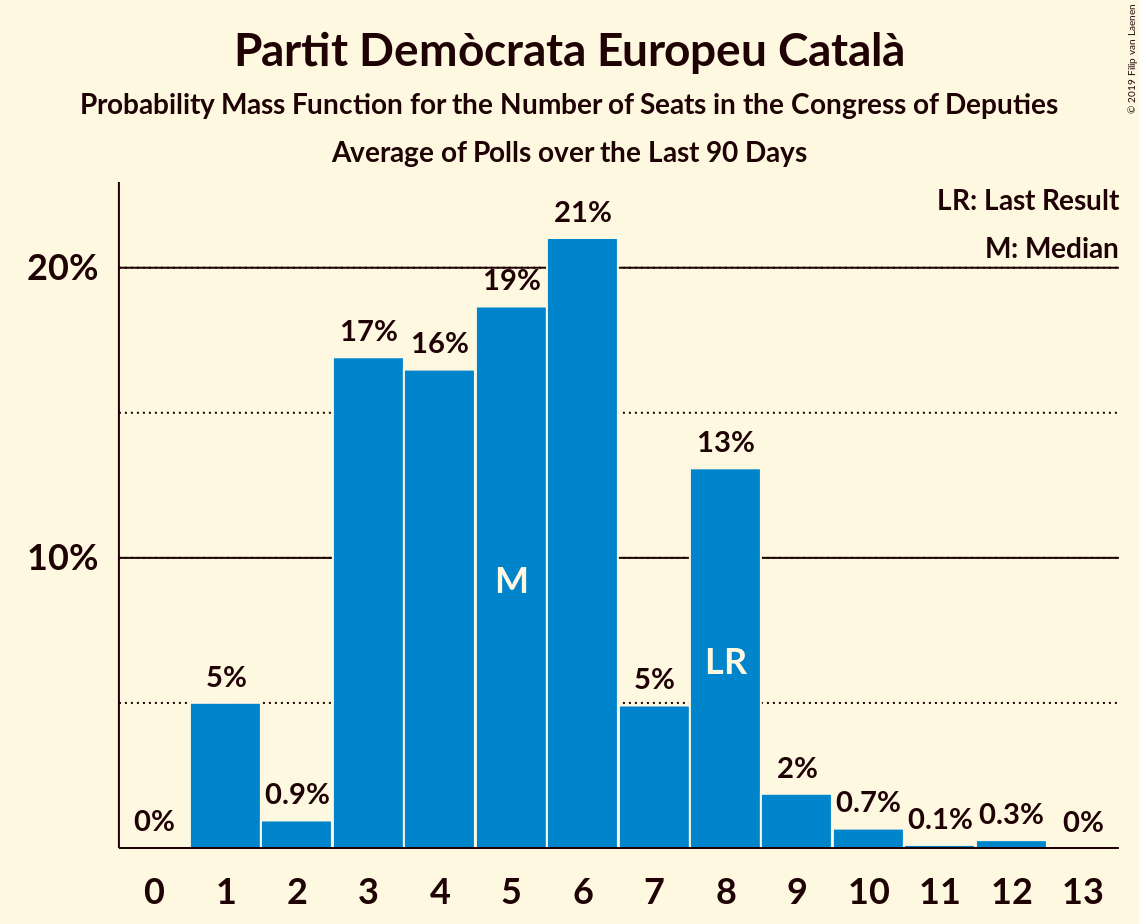 Partit Demòcrata Europeu Català
Probability Mass Function for the Number of Seats in the Congress of Deputies
Average of Polls over the Last 90 Days
© 2019 Filip van Laenen
LR: Last Result
M: Median
20%
10%
0%
5%
0.9%
17%
16%
19%
21%
5%
13%
2%
0.7%
0.1%
0.3%
0%
M
LR
0 1 2 3 4 5 6 7 8 9 10 11 12 13